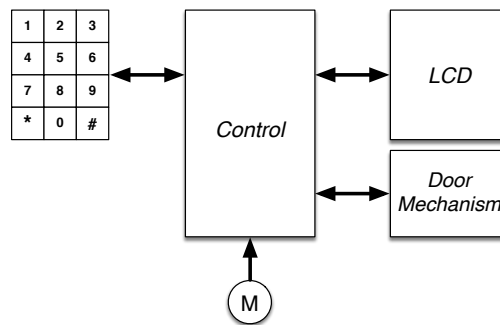 1 2 3
4 5 6
7 8 9
* 0 #
Control
LCD
Door
Mechanism
M